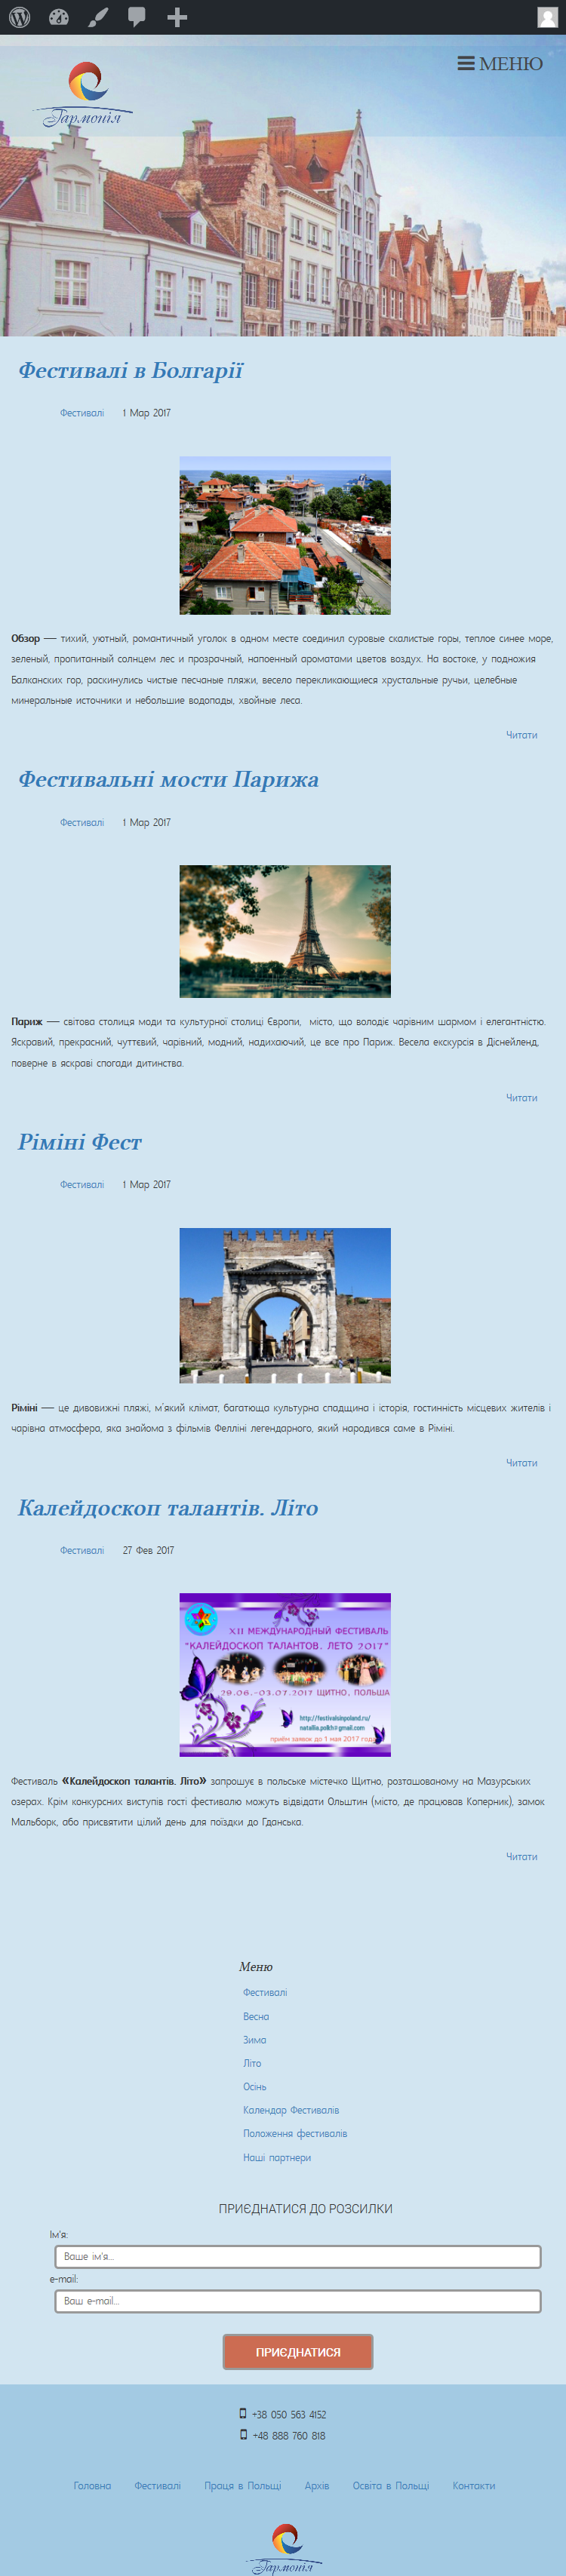 Гармонія
МЕНЮ
Фестивалі в Болгарії
Фестивалі 1 Мар 2017
Обзор — тихий, уютный, романтичный уголок в одном месте соединил суровые скалистые горы, теплое синее море,
зеленый, пропитанный солнцем лес и прозрачный, напоенный ароматами цветов воздух. На востоке, у подножия
Балканских гор, раскинулись чистые песчаные пляжи, весело перекликающиеся хрустальные ручьи, целебные
минеральные источники и небольшие водопады, хвойные леса.
Читати
Фестивальні мости Парижа
Фестивалі 1 Мар 2017
Париж — світова столиця моди та культурної столиці Європи, місто, що володіє чарівним шармом і елегантністю.
Яскравий, прекрасний, чуттєвий, чарівний, модний, надихаючий, це все про Париж. Весела екскурсія в Діснейленд,
поверне в яскраві спогади дитинства.
Читати
Ріміні Фест
Фестивалі 1 Мар 2017
Ріміні — це дивовижні пляжі, м'який клімат, багатюща культурна спадщина і історія, гостинність місцевих жителів і
чарівна атмосфера, яка знайома з фільмів Фелліні легендарного, який народився саме в Ріміні.
Читати
Калейдоскоп талантів. Літо
Фестивалі 27 Фев 2017
XII МЕЖДУНАРОДНЫЙ ФЕСТИВАЛЬ
"КАЛЕЙДОСКОП ТАЛАНТОВ. ЛЕТО 2017"
29.06.-03.07.2017 ЩИТНО, ПОЛЬША
http://festivalsinpoland.ru/
natallia.polkh@gmail.com
приём заявок до 1 мая 2017 года
Фестиваль «Калейдоскоп талантів. Літо» запрошує в польське містечко Щитно, розташованому на Мазурських
озерах. Крім конкурсних виступів гості фестивалю можуть відвідати Ольштин (місто, де працював Коперник), замок
Мальборк, або присвятити цілий день для поїздки до Гданська.
Читати
Меню
Фестивалі
Весна
Зима
Літо
Осінь
Календар Фестивалів
Положення фестивалів
Наші партнери
ПРИЄДНАТИСЯ ДО РОЗСИЛКИ
Ім'я:
Ваше ім'я...
e-mail:
Ваш e-mail...
ПРИЄДНАТИСЯ
+38 050 563 4152
+48 888 760 818
Головна Фестивалі Праця в Польщі Архів Освіта в Польщі Контакти
Гармонія